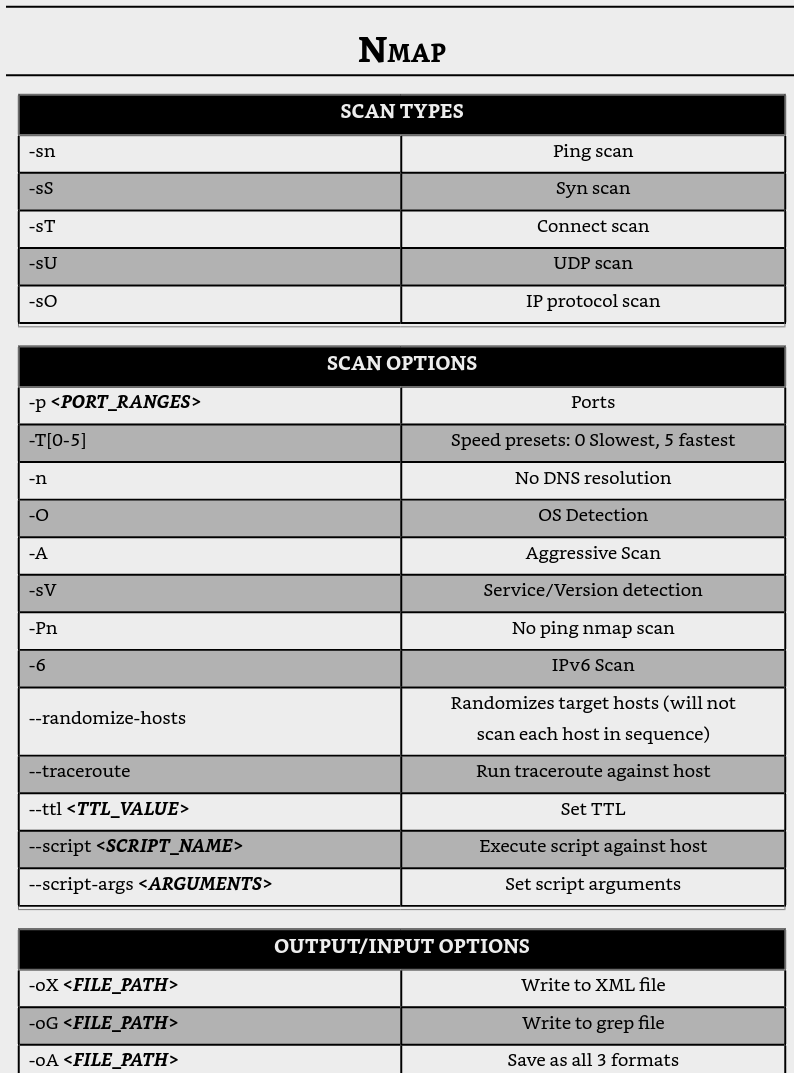 Nmap
SCAN TYPES
-sn Ping scan
-sS Syn scan
-sT Connect scan
-sU UDP scan
-sO IP protocol scan
SCAN OPTIONS
-p <PORT_RANGES> Ports
-T[0-5] Speed presets: 0 Slowest, 5 fastest
-n No DNS resolution
-O OS Detection
-A Aggressive Scan
-sV Service/Version detection
-Pn No ping nmap scan
-6 IPv6 Scan
--randomize-hosts Randomizes target hosts (will not
scan each host in sequence)
--traceroute Run traceroute against host
--ttl <TTL_VALUE> Set TTL
--script <SCRIPT_NAME> Execute script against host
--script-args <ARGUMENTS> Set script arguments
OUTPUT/INPUT OPTIONS
-oX <FILE_PATH> Write to XML file
-oG <FILE_PATH> Write to grep file
-oA <FILE_PATH> Save as all 3 formats